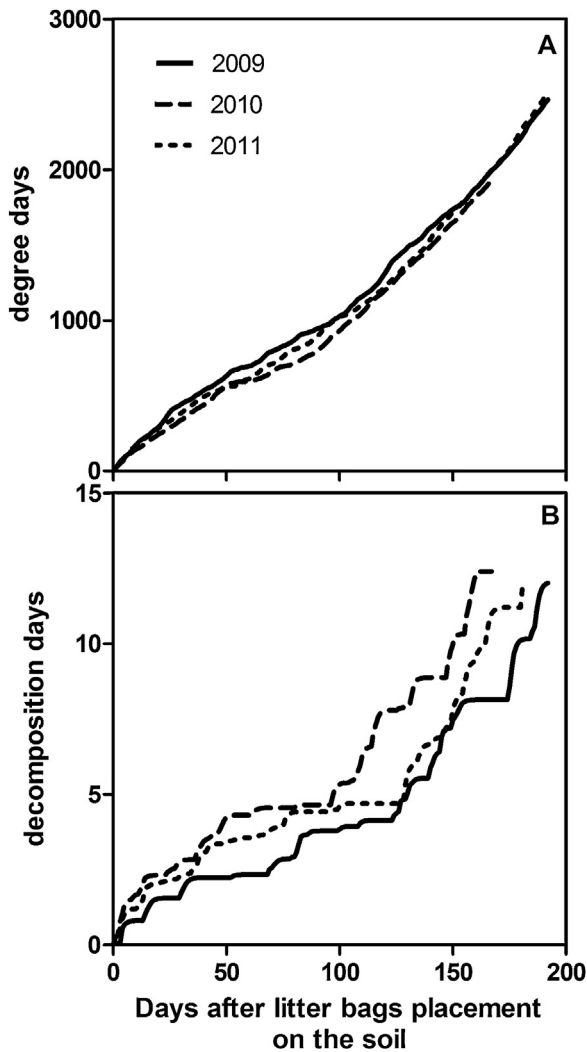 3000
A
2009
2010
2011
2000
degree days
1000
0
15
B
10
decomposition days
5
0
0
50
100
150
200
Days after litter bags placement
on the soil